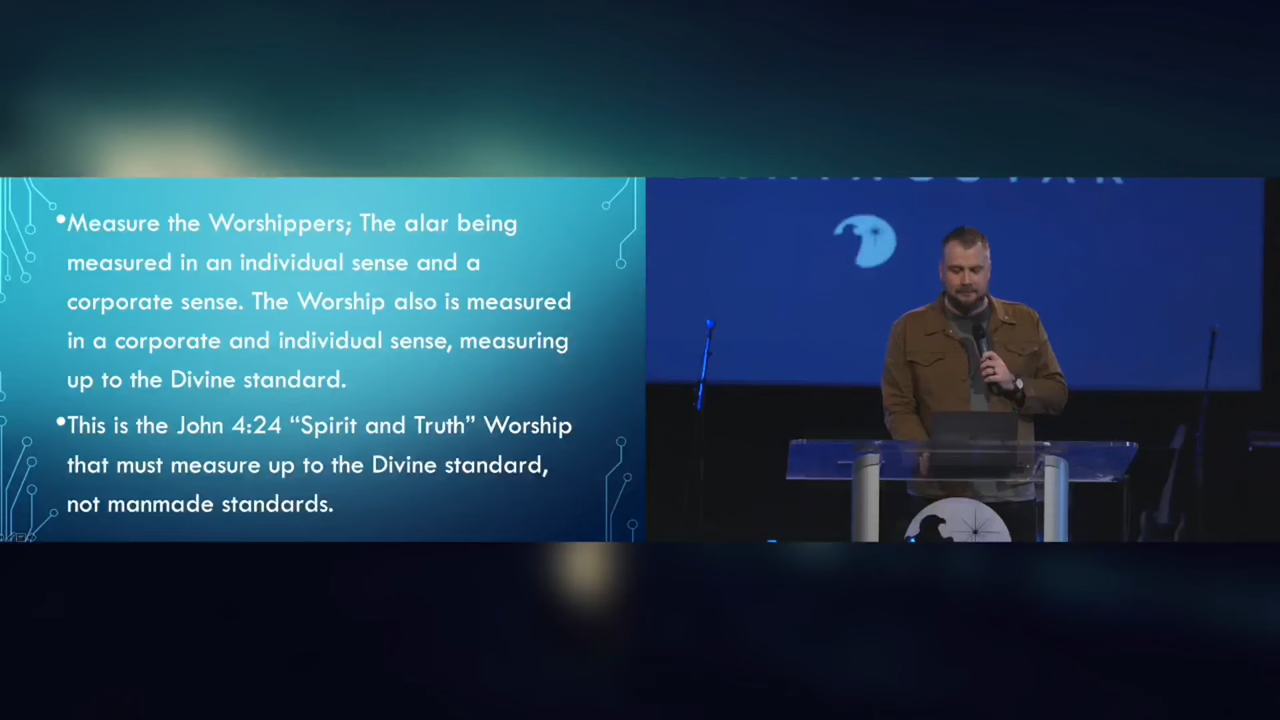 •Measure the Worshippers; The alar being
measured in an individual sense and a
corporate sense. The Worship also is measured
in a corporate and individual sense, measuring
up to the Divine standard.
•This is the John 4:24 “Spirit and Truth” Worship
that must measure up to the Divine standard,
not manmade standards.